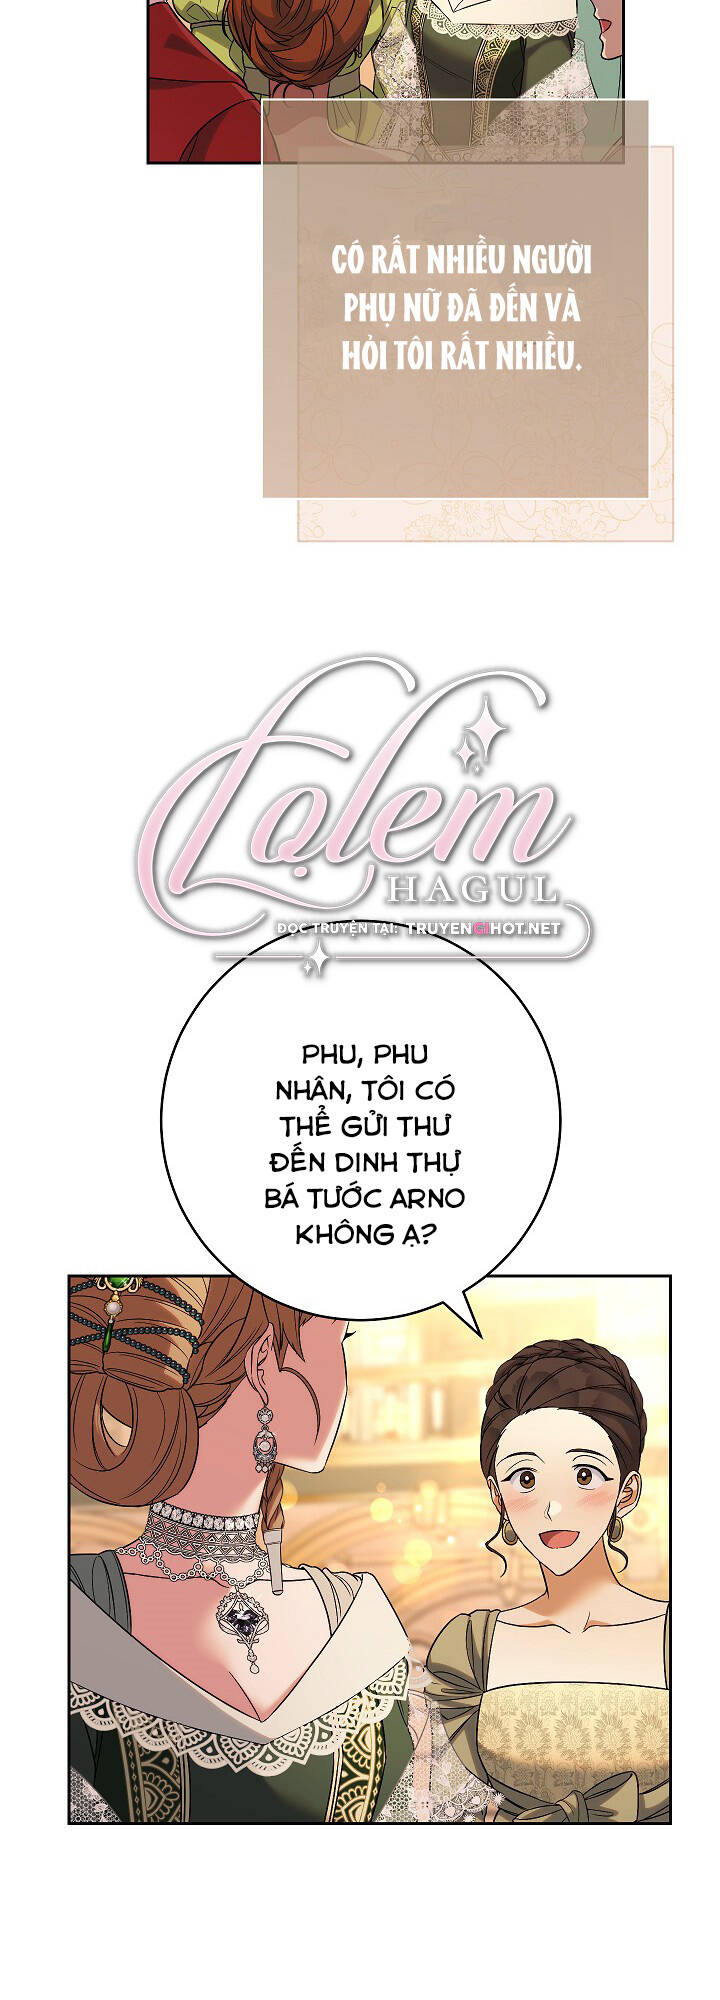 CÓ RẤT NHIỀU NGƯỜI
PHỤ NỮ ĐÃ ĐẾN VÀ
HỎI TÔI RẤT NHIỀU.
Lọlem
HAGUL
ĐỌC TRUYỆN TẠI: TRUYENGIHOT.NET
PHU, PHU
NHÂN, TÔI CÓ
THỂ GỬI THƯ
ĐẾN DINH THỰ
BÁ TƯỚC ARNO
KHÔNG Ạ?